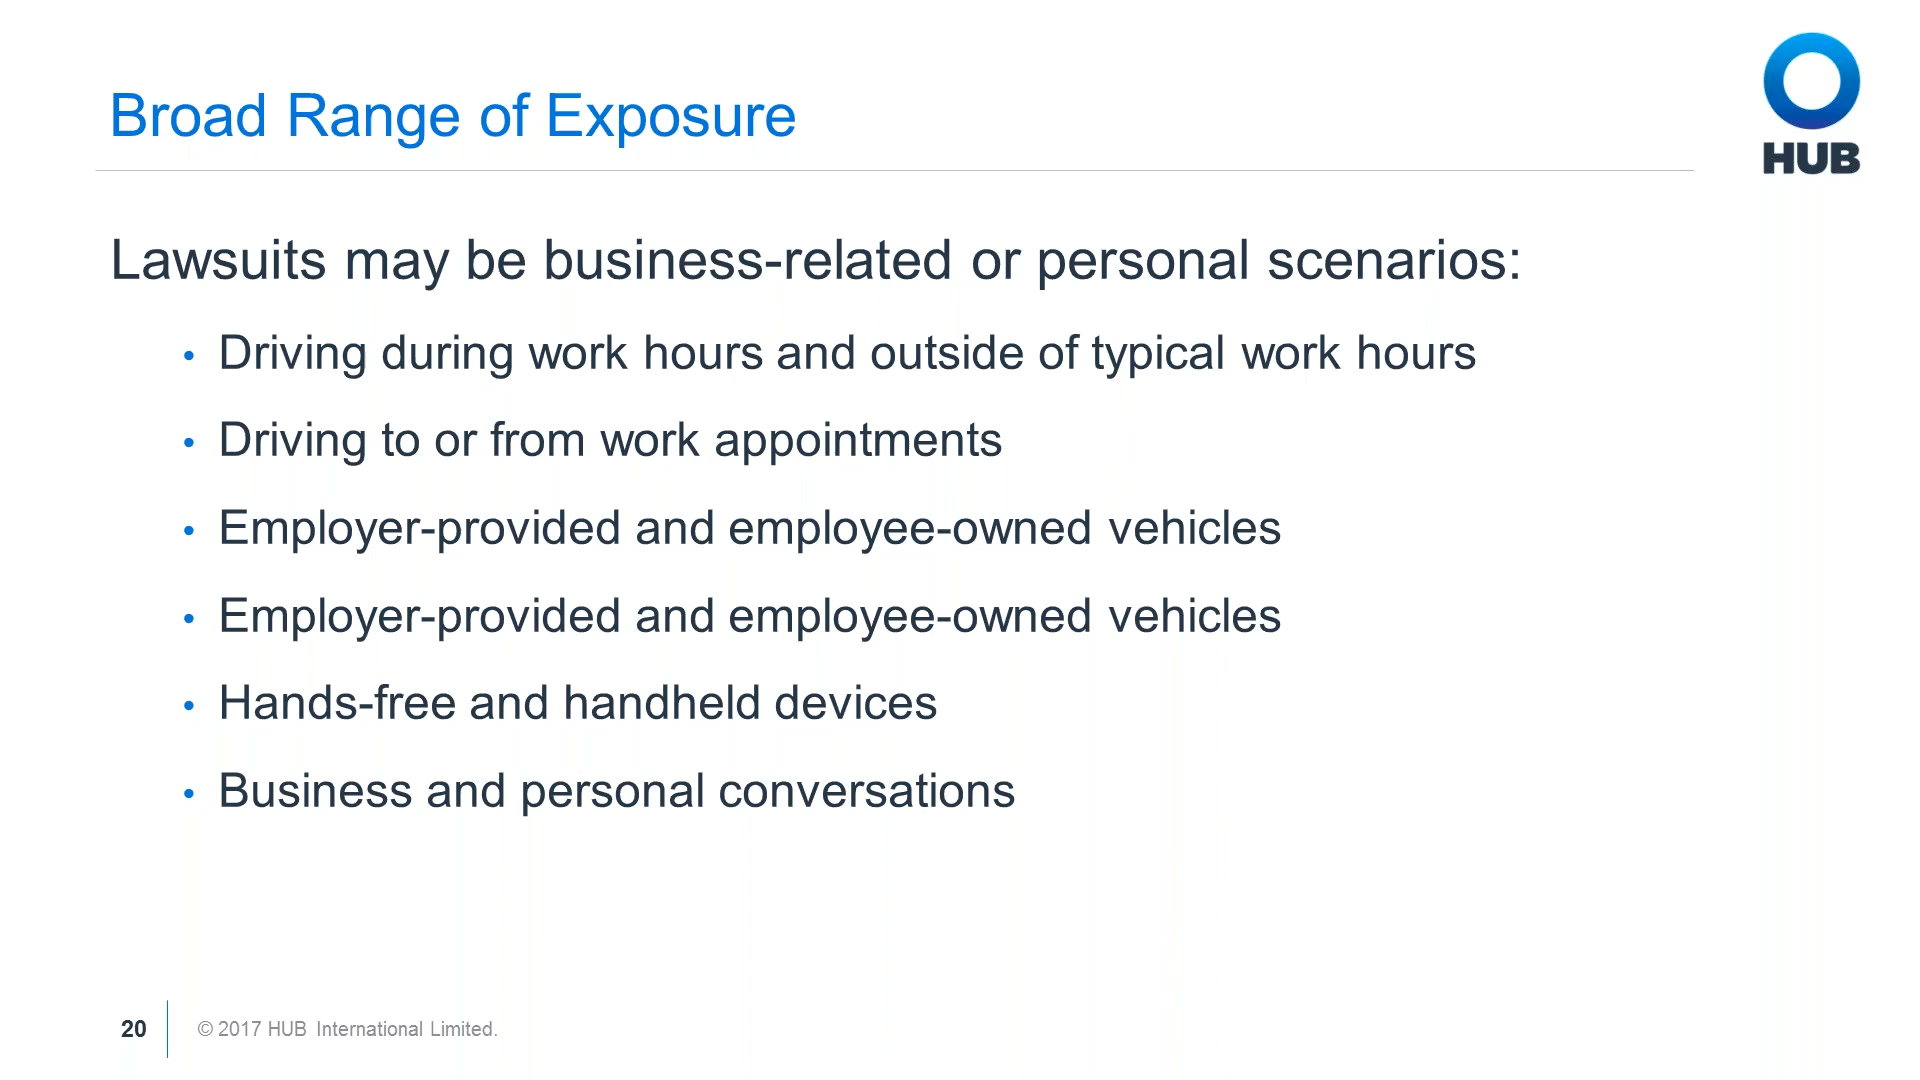 Broad Range of Exposure
HUB
Lawsuits may be business-related or personal scenarios:
• Driving during work hours and outside of typical work hours
• Driving to or from work appointments
• Employer-provided and employee-owned vehicles
• Employer-provided and employee-owned vehicles
• Hands-free and handheld devices
• Business and personal conversations
20
© 2017 HUB International Limited.